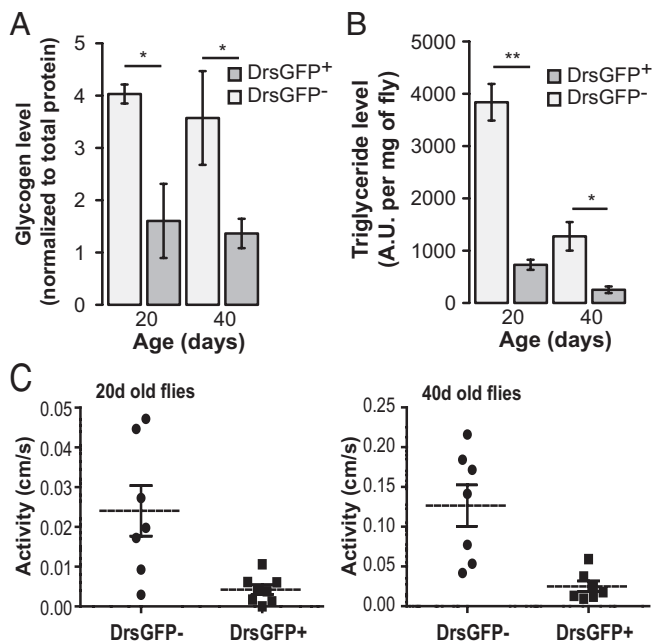 A
Glycogen level
(normalized to total protein)
5
4
3
2
1
0
*
*
DrsGFP+
DrsGFP-
20
40
Age (days)
B
Triglyceride level
(A.U. per mg of fly)
5000
4000
3000
2000
1000
0
**
*
DrsGFP+
DrsGFP-
20
40
Age (days)
C
20d old flies
Activity (cm/s)
0.05
0.04
0.03
0.02
0.01
0.00
DrsGFP-
DrsGFP+
40d old flies
Activity (cm/s)
0.25
0.20
0.15
0.10
0.05
0.00
DrsGFP-
DrsGFP+